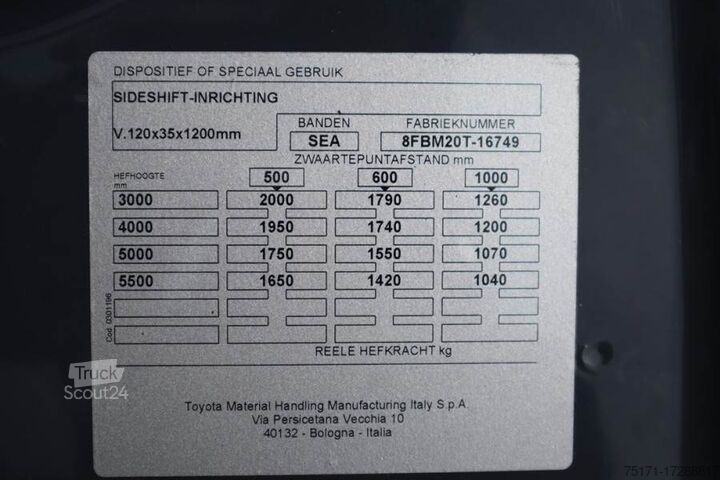 DISPOSITIEF OF SPECIAAL GEBRUIK
SIDESHIFT-INRICHTING
BANDEN FABRIEKNUMMER
V.120x35x1200mm SEA 8FBM20T-16749
ZWAARTEPUNTAFSTAND mm
HEFHOOGTE mm 500 600 1000
3000 2000 1790 1260
4000 1950 1740 1200
5000 1750 1550 1070
5500 1650 1420 1040
Cod. 0301196
REELE HEFKRACHT kg
Toyota Material Handling Manufacturing Italy S.p.A
Via Persicetana Vecchia 10
40132 - Bologna - Italia
Truck
Scout24